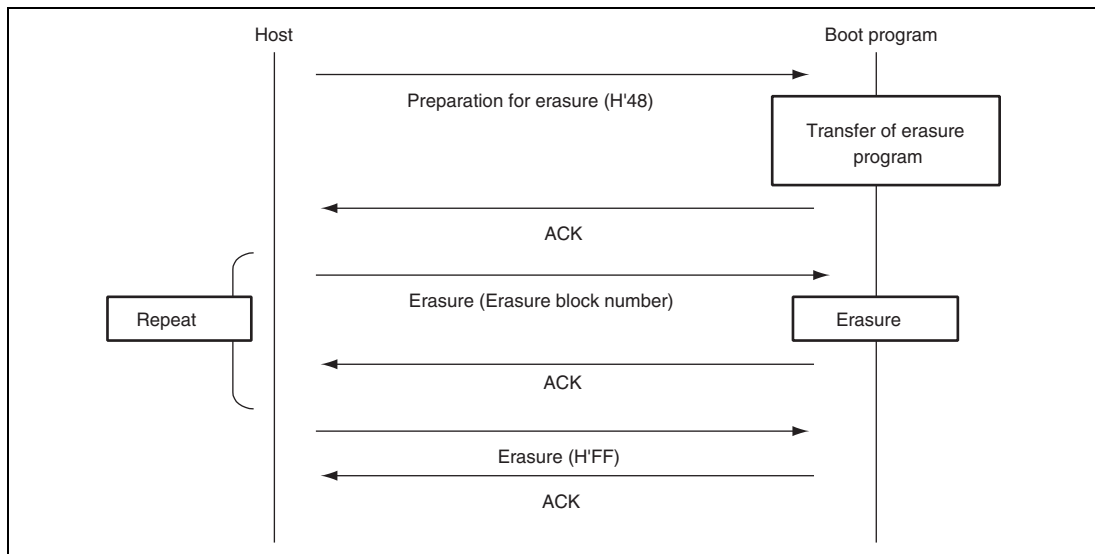 Host
Boot program
Preparation for erasure (H'48)
Transfer of erasure
program
ACK
Erasure (Erasure block number)
Repeat
Erasure
ACK
Erasure (H'FF)
ACK